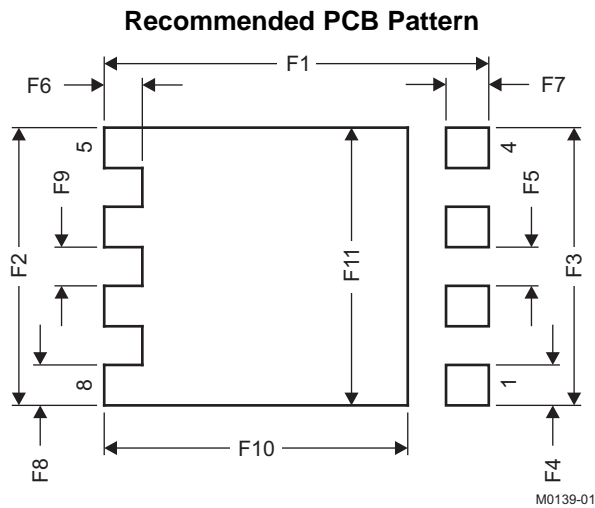 Recommended PCB Pattern
F1
F6
F7
5
4
F9
F5
F2
F11
F3
8
1
F10
F8
F4
M0139-01